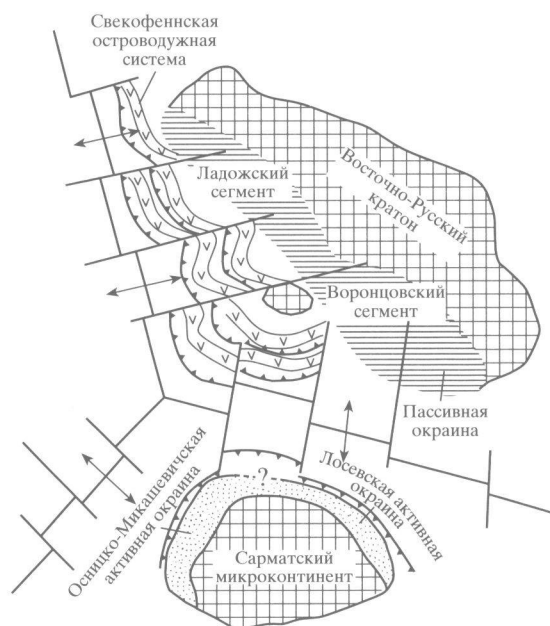 Свекофеннская
островодужная
система
Ладожский
сегмент
Восточно-Русский
кратон
Воронцовский
сегмент
Пассивная
окраина
Осницко-Микашевичская
активная окраина
?
Лосевская активная
окраина
Сарматский
микроконтинент